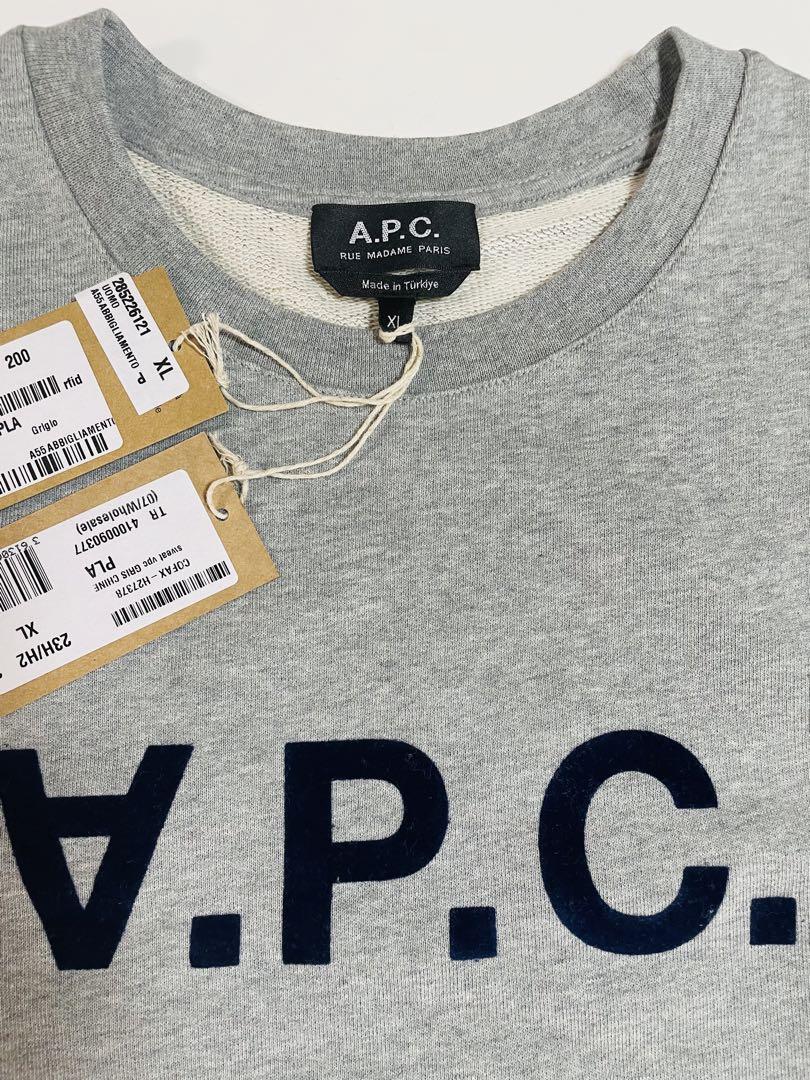 A.P.C.
RUE MADAME PARIS
Made in Türkiye
XL
285226121
UOMO
A55 ABBIGLIAMENTO
P
XL
200
rfid
PLA Grigio
A55 ABBIGLIAMENTO
COFAX - H27378
sweat vpc GRIS CHINE
PLA
TR 4100090377
(07/Wholesale)
23H/H2
XL
∀.P.C.